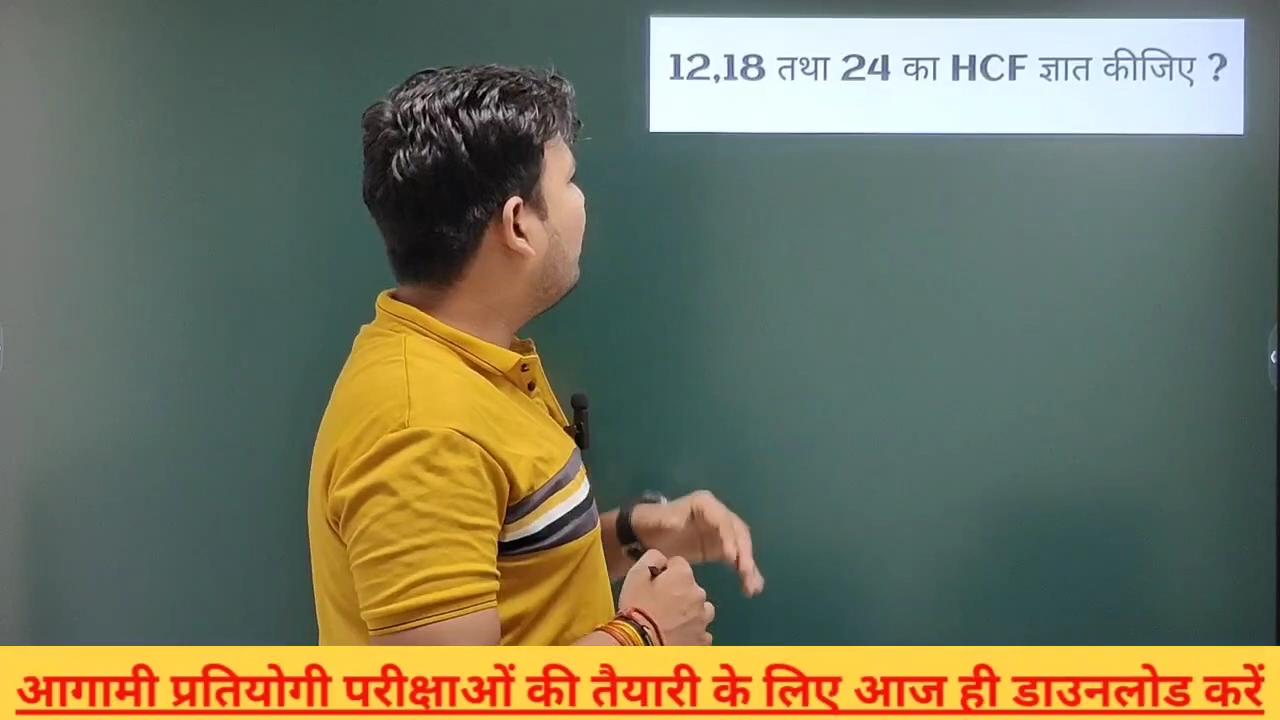 12,18 तथा 24 का HCF ज्ञात कीजिए ?
आगामी प्रतियोगी परीक्षाओं की तैयारी के लिए आज ही डाउनलोड करें